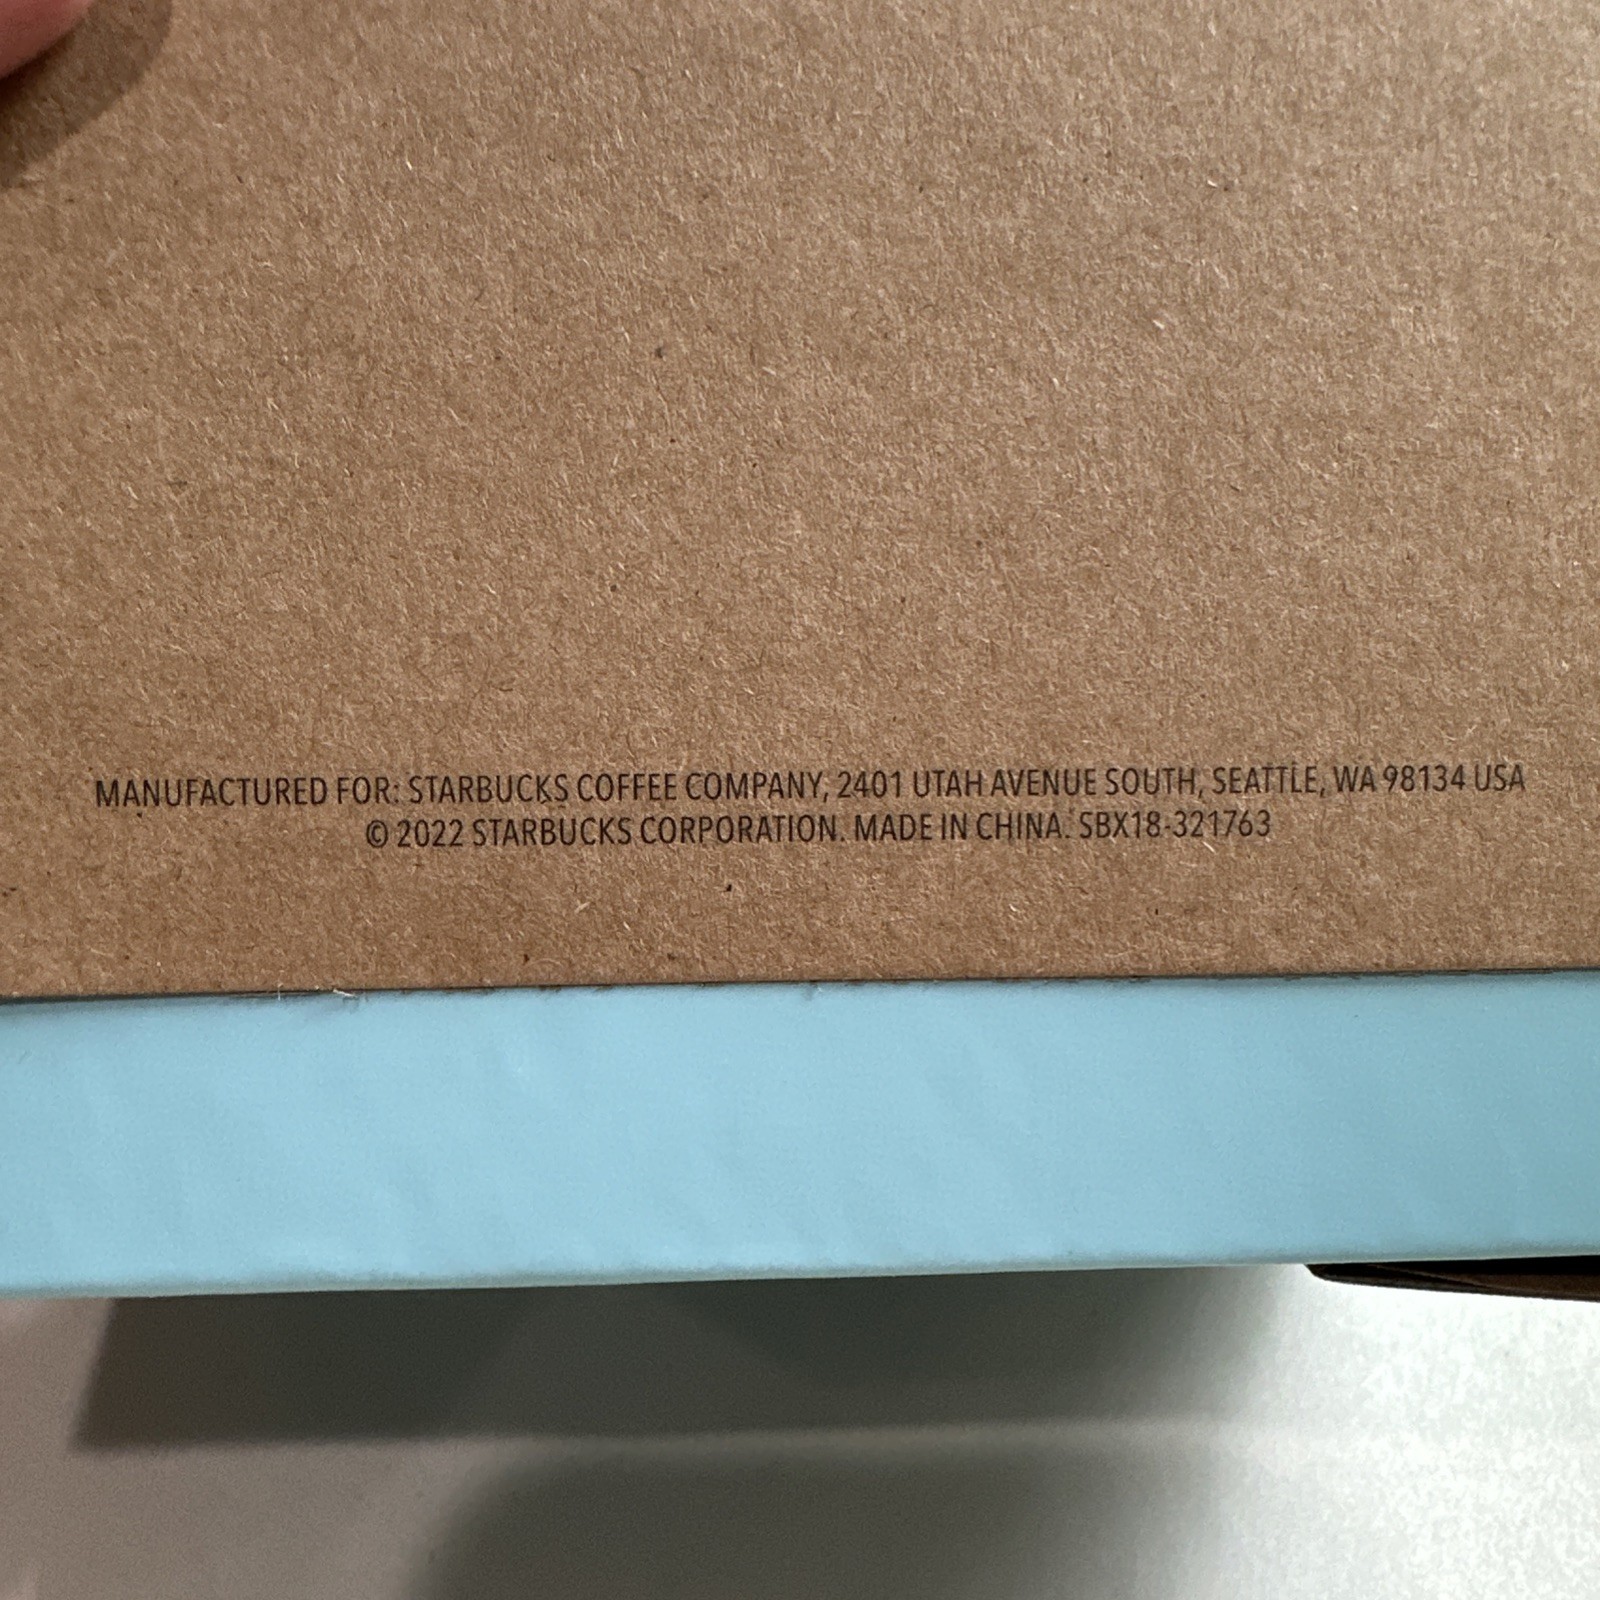 MANUFACTURED FOR: STARBUCKS COFFEE COMPANY, 2401 UTAH AVENUE SOUTH, SEATTLE, WA 98134 USA
© 2022 STARBUCKS CORPORATION. MADE IN CHINA. SBX18-321763